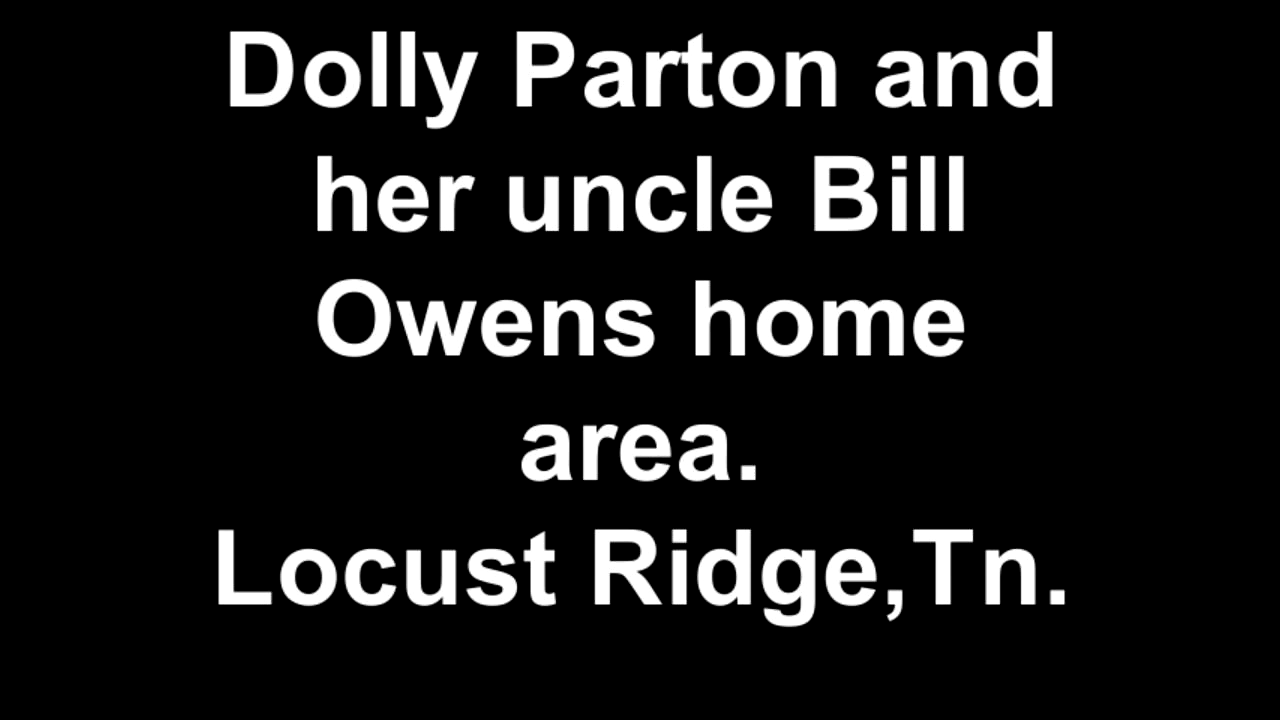 Dolly Parton and
her uncle Bill
Owens home
area.
Locust Ridge,Tn.